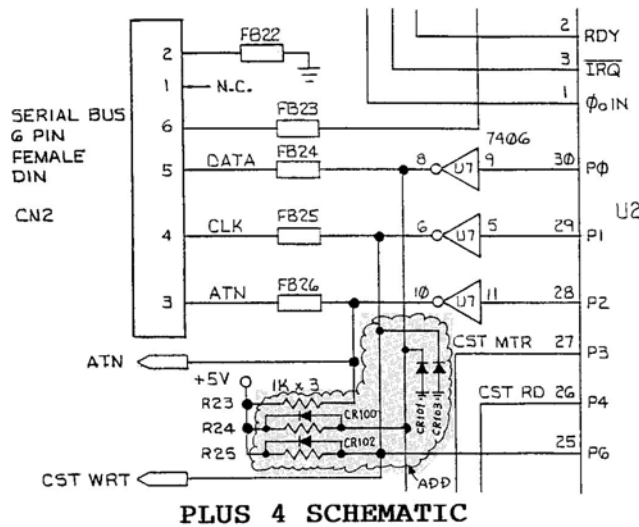 FB22
2
1
N.C.
SERIAL BUS
6 PIN
FEMALE
DIN
CN2
6
FB23
5
DATA
FB24
4
CLK
FB25
3
ATN
FB26
2
RDY
3
IRQ
1
ϕ₀ IN
7406
8
U7
9
30
PØ
U2
6
U7
5
29
P1
10
U7
11
28
P2
ATN
CST MTR
27
P3
+5V
1K x 3
CST RD
26
P4
R23
R24
CR100
R25
CR102
CR101
CR103
25
P6
CST WRT
ADD
PLUS 4 SCHEMATIC